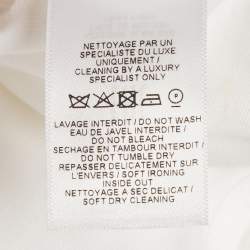 NETTOYAGE PAR UN
SPECIALISTE DU LUXE
UNIQUEMENT /
CLEANING BY A LUXURY
SPECIALIST ONLY
LAVAGE INTERDIT / DO NOT WASH
EAU DE JAVEL INTERDITE /
DO NOT BLEACH
SECHAGE EN TAMBOUR INTERDIT /
DO NOT TUMBLE DRY
REPASSER DELICATEMENT SUR
L'ENVERS / SOFT IRONING
INSIDE OUT
NETTOYAGE A SEC DELICAT /
SOFT DRY CLEANING